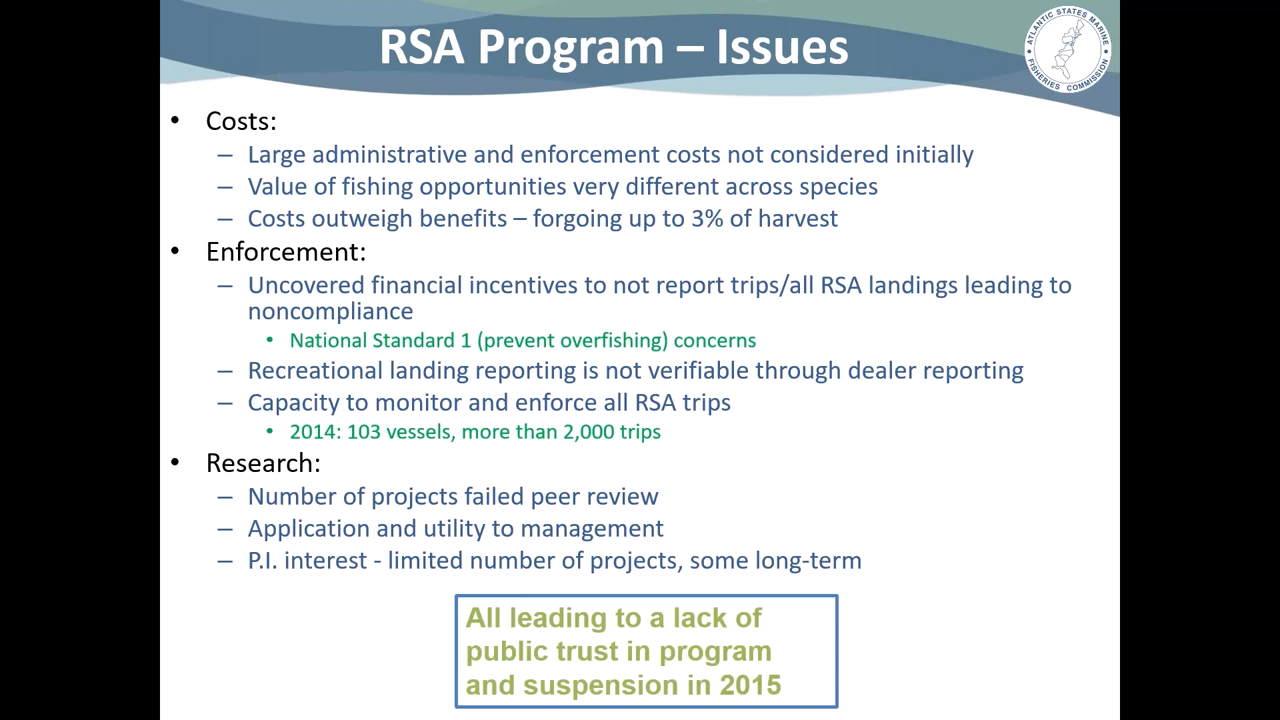 RSA Program – Issues
ATLANTIC STATES MARINE
FISHERIES COMMISSION
• Costs:
– Large administrative and enforcement costs not considered initially
– Value of fishing opportunities very different across species
– Costs outweigh benefits – forgoing up to 3% of harvest
• Enforcement:
– Uncovered financial incentives to not report trips/all RSA landings leading to
noncompliance
• National Standard 1 (prevent overfishing) concerns
– Recreational landing reporting is not verifiable through dealer reporting
– Capacity to monitor and enforce all RSA trips
• 2014: 103 vessels, more than 2,000 trips
• Research:
– Number of projects failed peer review
– Application and utility to management
– P.I. interest - limited number of projects, some long-term
All leading to a lack of
public trust in program
and suspension in 2015